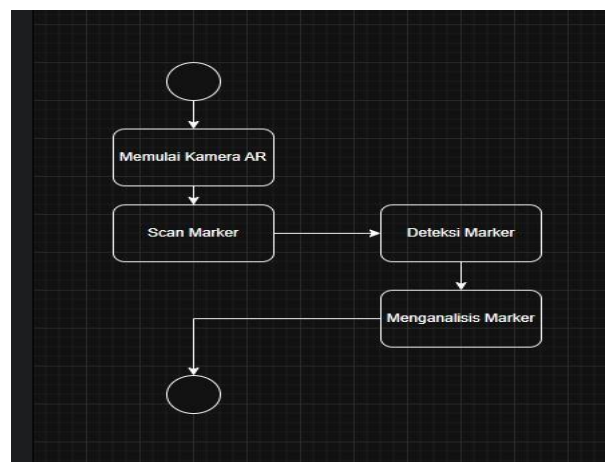 Memulai Kamera AR
Scan Marker
Deteksi Marker
Menganalisis Marker